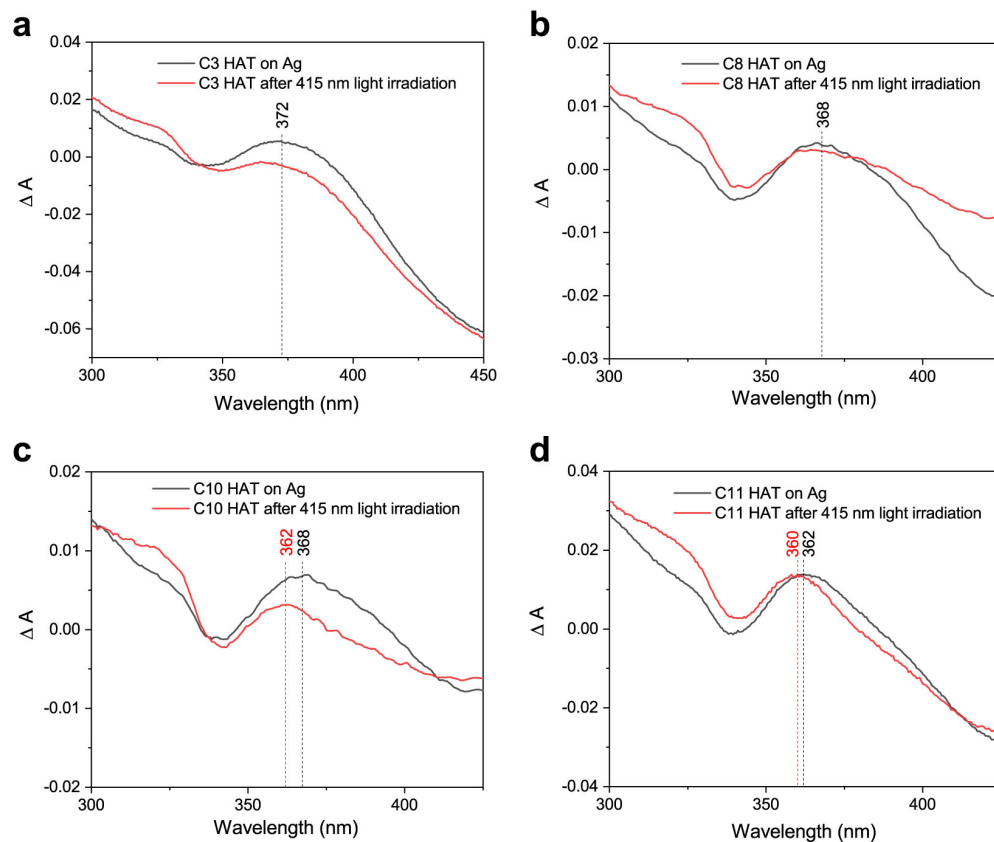 a
0.04
0.02
0.00
-0.02
-0.04
-0.06
Δ A
C3 HAT on Ag
C3 HAT after 415 nm light irradiation
372
300
350
400
450
Wavelength (nm)
b
0.02
0.01
0.00
-0.01
-0.02
-0.03
Δ A
C8 HAT on Ag
C8 HAT after 415 nm light irradiation
368
300
350
400
Wavelength (nm)
c
0.02
0.01
0.00
-0.01
-0.02
Δ A
C10 HAT on Ag
C10 HAT after 415 nm light irradiation
362
368
300
350
400
Wavelength (nm)
d
0.04
0.02
0.00
-0.02
-0.04
Δ A
C11 HAT on Ag
C11 HAT after 415 nm light irradiation
360
362
300
350
400
Wavelength (nm)